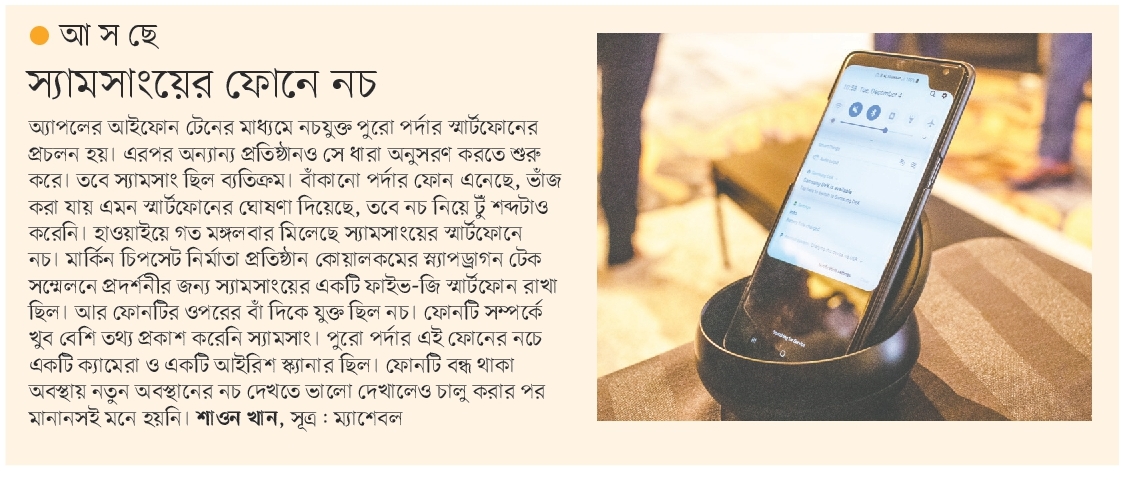 আ স ছে
স্যামসাংয়ের ফোনে নচ
অ্যাপলের আইফোন টেনের মাধ্যমে নচযুক্ত পুরো পর্দার স্মার্টফোনের
প্রচলন হয়। এরপর অন্যান্য প্রতিষ্ঠানও সে ধারা অনুসরণ করতে শুরু
করে। তবে স্যামসাং ছিল ব্যতিক্রম। বাঁকানো পর্দার ফোন এনেছে, ভাঁজ
করা যায় এমন স্মার্টফোনের ঘোষণা দিয়েছে, তবে নচ নিয়ে টুঁ শব্দটাও
করেনি। হাওয়াইয়ে গত মঙ্গলবার মিলেছে স্যামসাংয়ের স্মার্টফোনে
নচ। মার্কিন চিপসেট নির্মাতা প্রতিষ্ঠান কোয়ালকমের স্ন্যাপড্রাগন টেক
সম্মেলনে প্রদর্শনীর জন্য স্যামসাংয়ের একটি ফাইভ-জি স্মার্টফোন রাখা
ছিল। আর ফোনটির ওপরের বাঁ দিকে যুক্ত ছিল নচ। ফোনটি সম্পর্কে
খুব বেশি তথ্য প্রকাশ করেনি স্যামসাং। পুরো পর্দার এই ফোনের নচে
একটি ক্যামেরা ও একটি আইরিশ স্ক্যানার ছিল। ফোনটি বন্ধ থাকা
অবস্থায় নতুন অবস্থানের নচ দেখতে ভালো দেখালেও চালু করার পর
মানানসই মনে হয়নি। শাওন খান, সূত্র : ম্যাশেবল
Tue, September 4